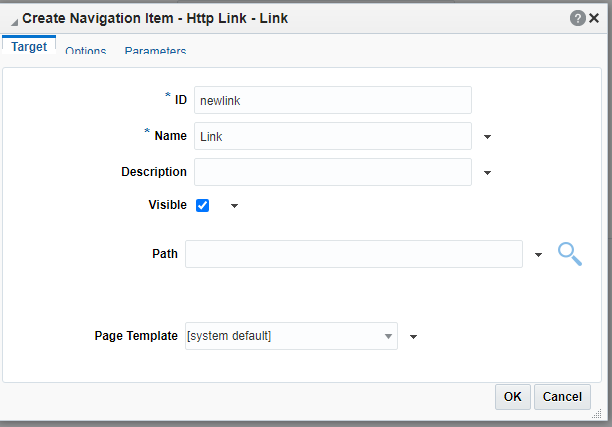 Create Navigation Item - Http Link - Link
Target Options Parameters
* ID newlink
* Name Link
Description
Visible
Path
Page Template [system default]
OK Cancel